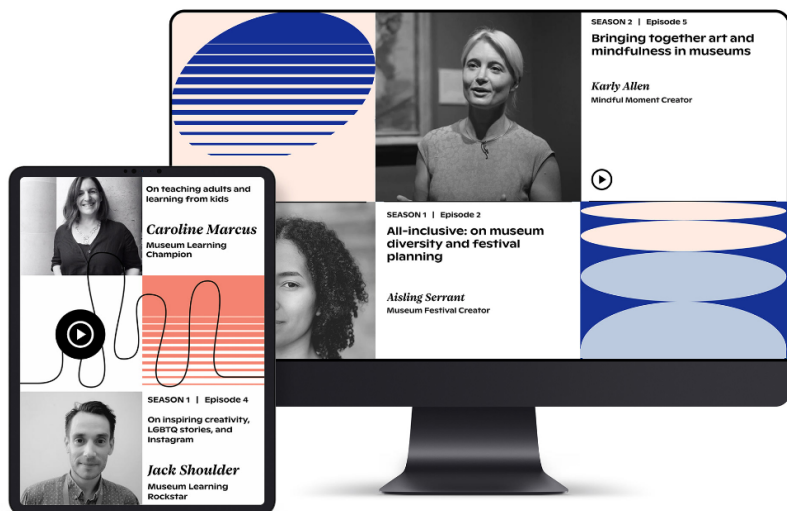 SEASON 2 | Episode 5
Bringing together art and
mindfulness in museums
Karly Allen
Mindful Moment Creator
SEASON 1 | Episode 2
All-inclusive: on museum
diversity and festival
planning
Aisling Serrant
Museum Festival Creator
On teaching adults and
learning from kids
Caroline Marcus
Museum Learning
Champion
SEASON 1 | Episode 4
On inspiring creativity,
LGBTQ stories, and
Instagram
Jack Shoulder
Museum Learning
Rockstar